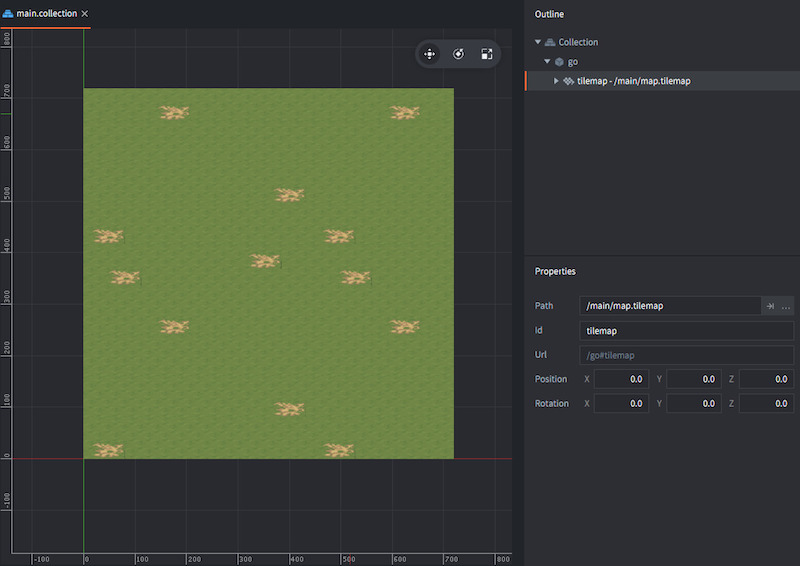 main.collection
Outline
Collection
go
tilemap - /main/map.tilemap
800
700
600
500
400
300
200
100
0
-100
-100
0
100
200
300
400
500
600
700
800
Properties
Path /main/map.tilemap ...
Id tilemap
Url /go#tilemap
Position X 0.0 Y 0.0 Z 0.0
Rotation X 0.0 Y 0.0 Z 0.0